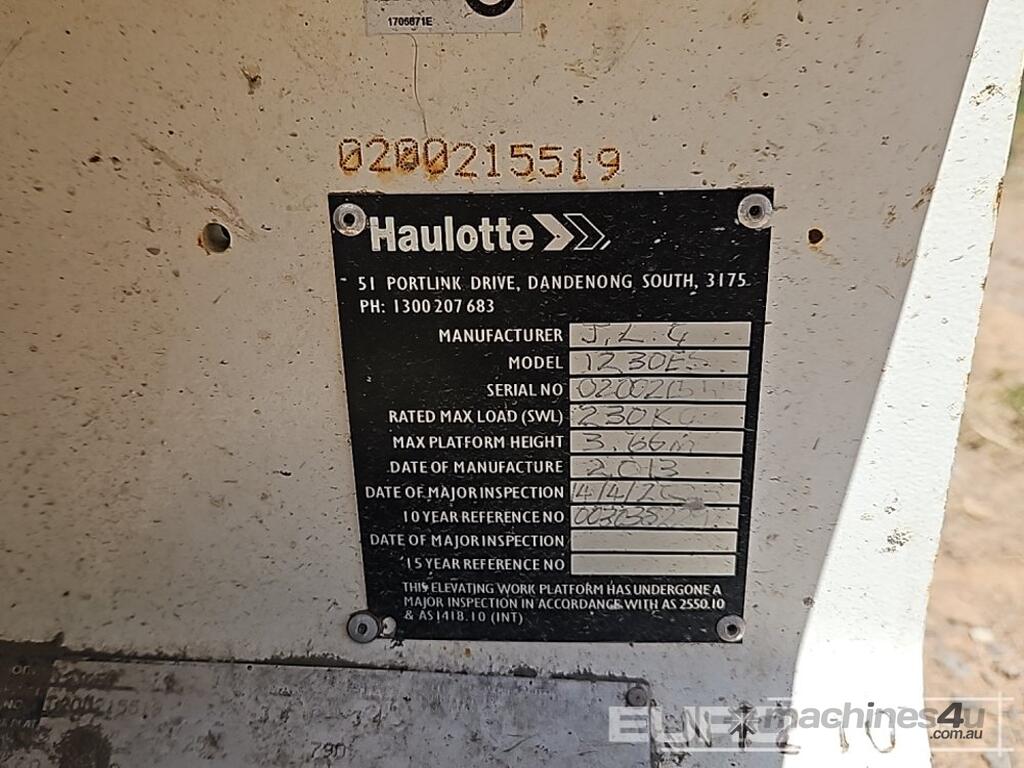 1706871E
0200215519
Haulotte
51 PORTLINK DRIVE, DANDENONG SOUTH, 3175
PH: 1300 207 683
MANUFACTURER J.L.G
MODEL 1230ES
SERIAL NO
RATED MAX LOAD (SWL) 230KG
MAX PLATFORM HEIGHT 3.66m
DATE OF MANUFACTURE 2013
DATE OF MAJOR INSPECTION
10 YEAR REFERENCE NO
DATE OF MAJOR INSPECTION
15 YEAR REFERENCE NO
THIS ELEVATING WORK PLATFORM HAS UNDERGONE A
MAJOR INSPECTION IN ACCORDANCE WITH AS 2550.10
& AS1418.10 (INT)
790
machines4u
.com.au